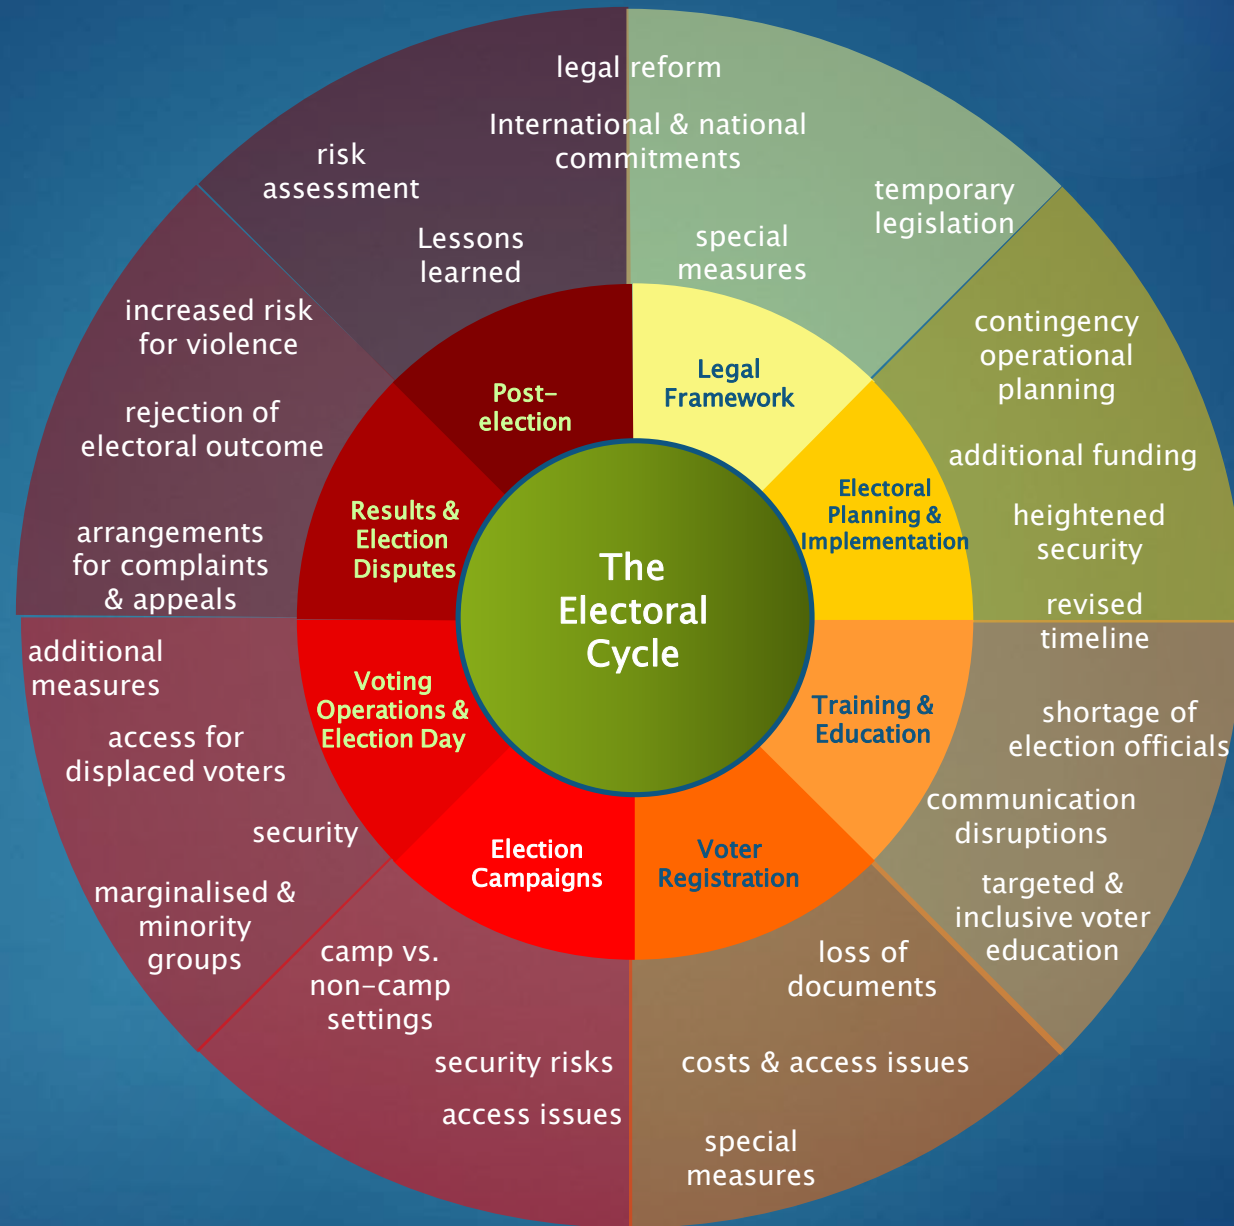 The
Electoral
Cycle
Legal
Framework
legal reform
International & national
commitments
special
measures
temporary
legislation
Electoral
Planning &
Implementation
contingency
operational
planning
additional funding
heightened
security
revised
timeline
Training &
Education
shortage of
election officials
communication
disruptions
targeted &
inclusive voter
education
Voter
Registration
loss of
documents
costs & access issues
special
measures
Election
Campaigns
camp vs.
non-camp
settings
security risks
access issues
Voting
Operations &
Election Day
additional
measures
access for
displaced voters
security
marginalised &
minority
groups
Results &
Election
Disputes
increased risk
for violence
rejection of
electoral outcome
arrangements
for complaints
& appeals
Post-
election
risk
assessment
Lessons
learned